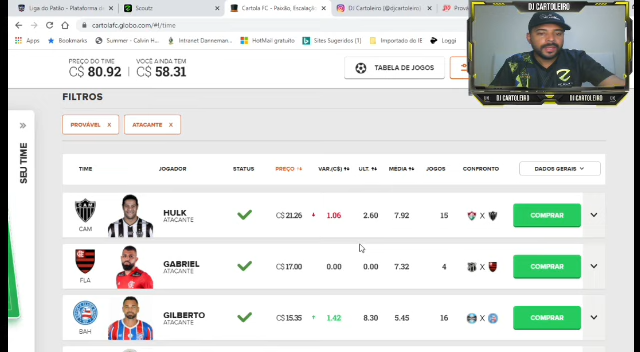 Liga do Patão - Plataforma d
Scoutz
Cartola FC - Paixão, Escalação
DJ Cartoleiro (@djcartoleiro)
DJ CARTOLEIRO
cartolafc.globo.com/#!/time
Bet365
Summer - Calvin H
Intranet Danneman
HotMail gratuito
Sites Sugeridos (1)
Importado do IE
Loggi
PREÇO DO TIME
C$ 80.92
VOCÊ AINDA TEM
C$ 58.31
TABELA DE JOGOS
DJ CARTOLEIRO DJ CARTOLEIRO
FILTROS
PROVÁVEL X
ATACANTE X
SEU TIME
TIME JOGADOR STATUS PREÇO VAR.(C$) ÚLT. MÉDIA JOGOS CONFRONTO DADOS GERAIS
CAM HULK ATACANTE C$ 21.26 1.06 2.60 7.92 15 X COMPRAR
FLA GABRIEL ATACANTE C$ 17.00 0.00 0.00 7.32 4 X COMPRAR
BAH GILBERTO ATACANTE C$ 15.35 1.42 8.30 5.45 16 X COMPRAR